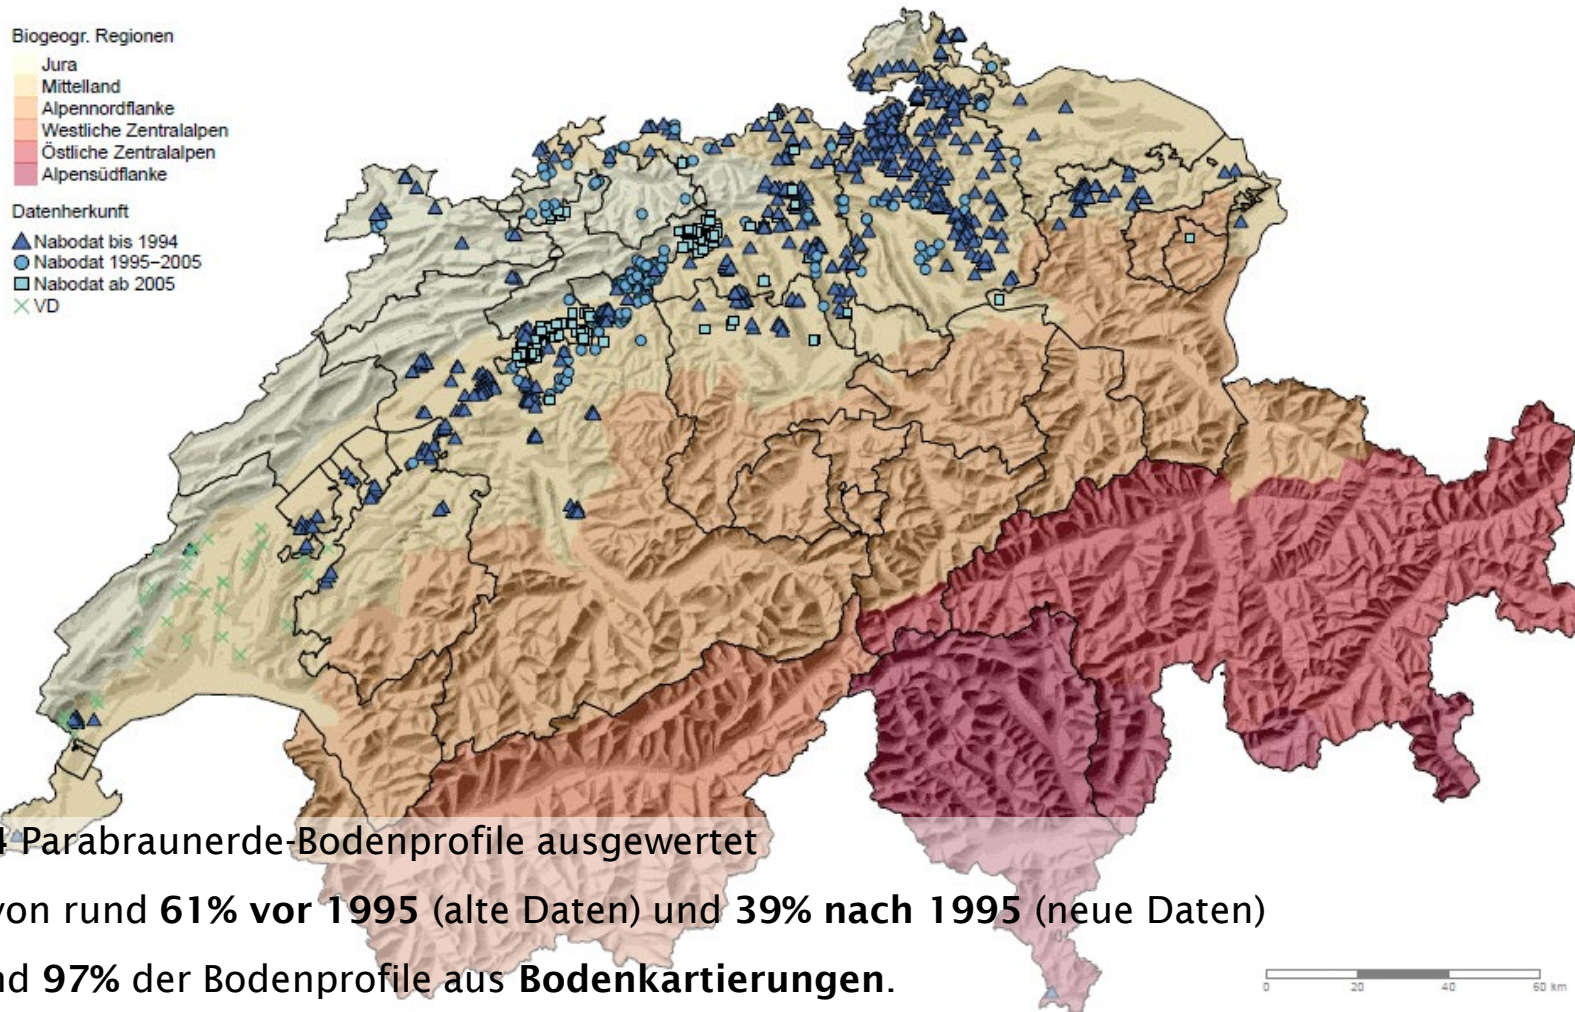 Biogeogr. Regionen
Jura
Mittelland
Alpennordflanke
Westliche Zentralalpen
Östliche Zentralalpen
Alpensüdflanke
Datenherkunft
Nabodat bis 1994
Nabodat 1995–2005
Nabodat ab 2005
VD
4 Parabraunerde-Bodenprofile ausgewertet
von rund 61% vor 1995 (alte Daten) und 39% nach 1995 (neue Daten)
nd 97% der Bodenprofile aus Bodenkartierungen.
0 20 40 60 km